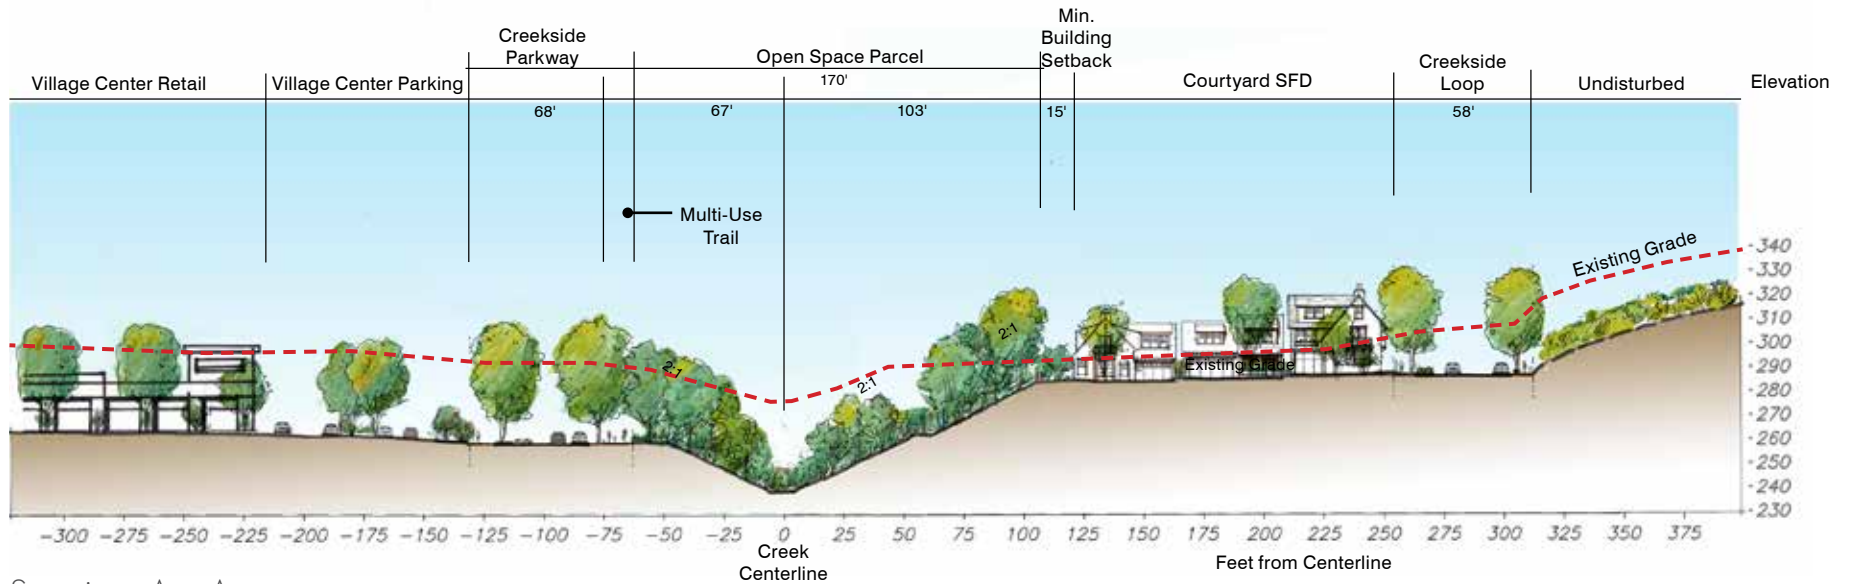 Min.
Building
Setback
Creekside
Parkway
Open Space Parcel
Creekside
Loop
Village Center Retail
Village Center Parking
170'
Courtyard SFD
Undisturbed
Elevation
68'
67'
103'
15'
58'
Multi-Use
Trail
Existing Grade
-340
-330
-320
-310
-300
-290
-280
-270
-260
-250
-240
-230
2:1
2:1
2:1
Existing Grade
-300 -275 -250 -225 -200 -175 -150 -125 -100 -75 -50 -25 0 25 50 75 100 125 150 175 200 225 250 275 300 325 350 375
Creek
Centerline
Feet from Centerline